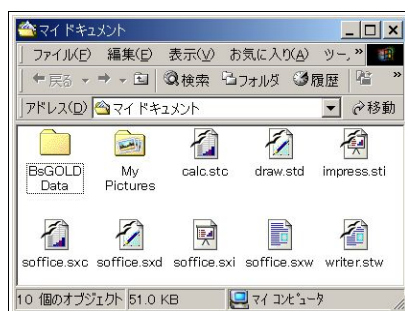 マイ ドキュメント
ファイル(F) 編集(E) 表示(V) お気に入り(A) ツー, »
戻る 検索 フォルダ 履歴 »
アドレス(D) マイ ドキュメント 移動
BsGOLD Data
My Pictures
calc.stc
draw.std
impress.sti
soffice.sxc
soffice.sxd
soffice.sxi
soffice.sxw
writer.stw
10 個のオブジェクト 51.0 KB マイ コンピュータ